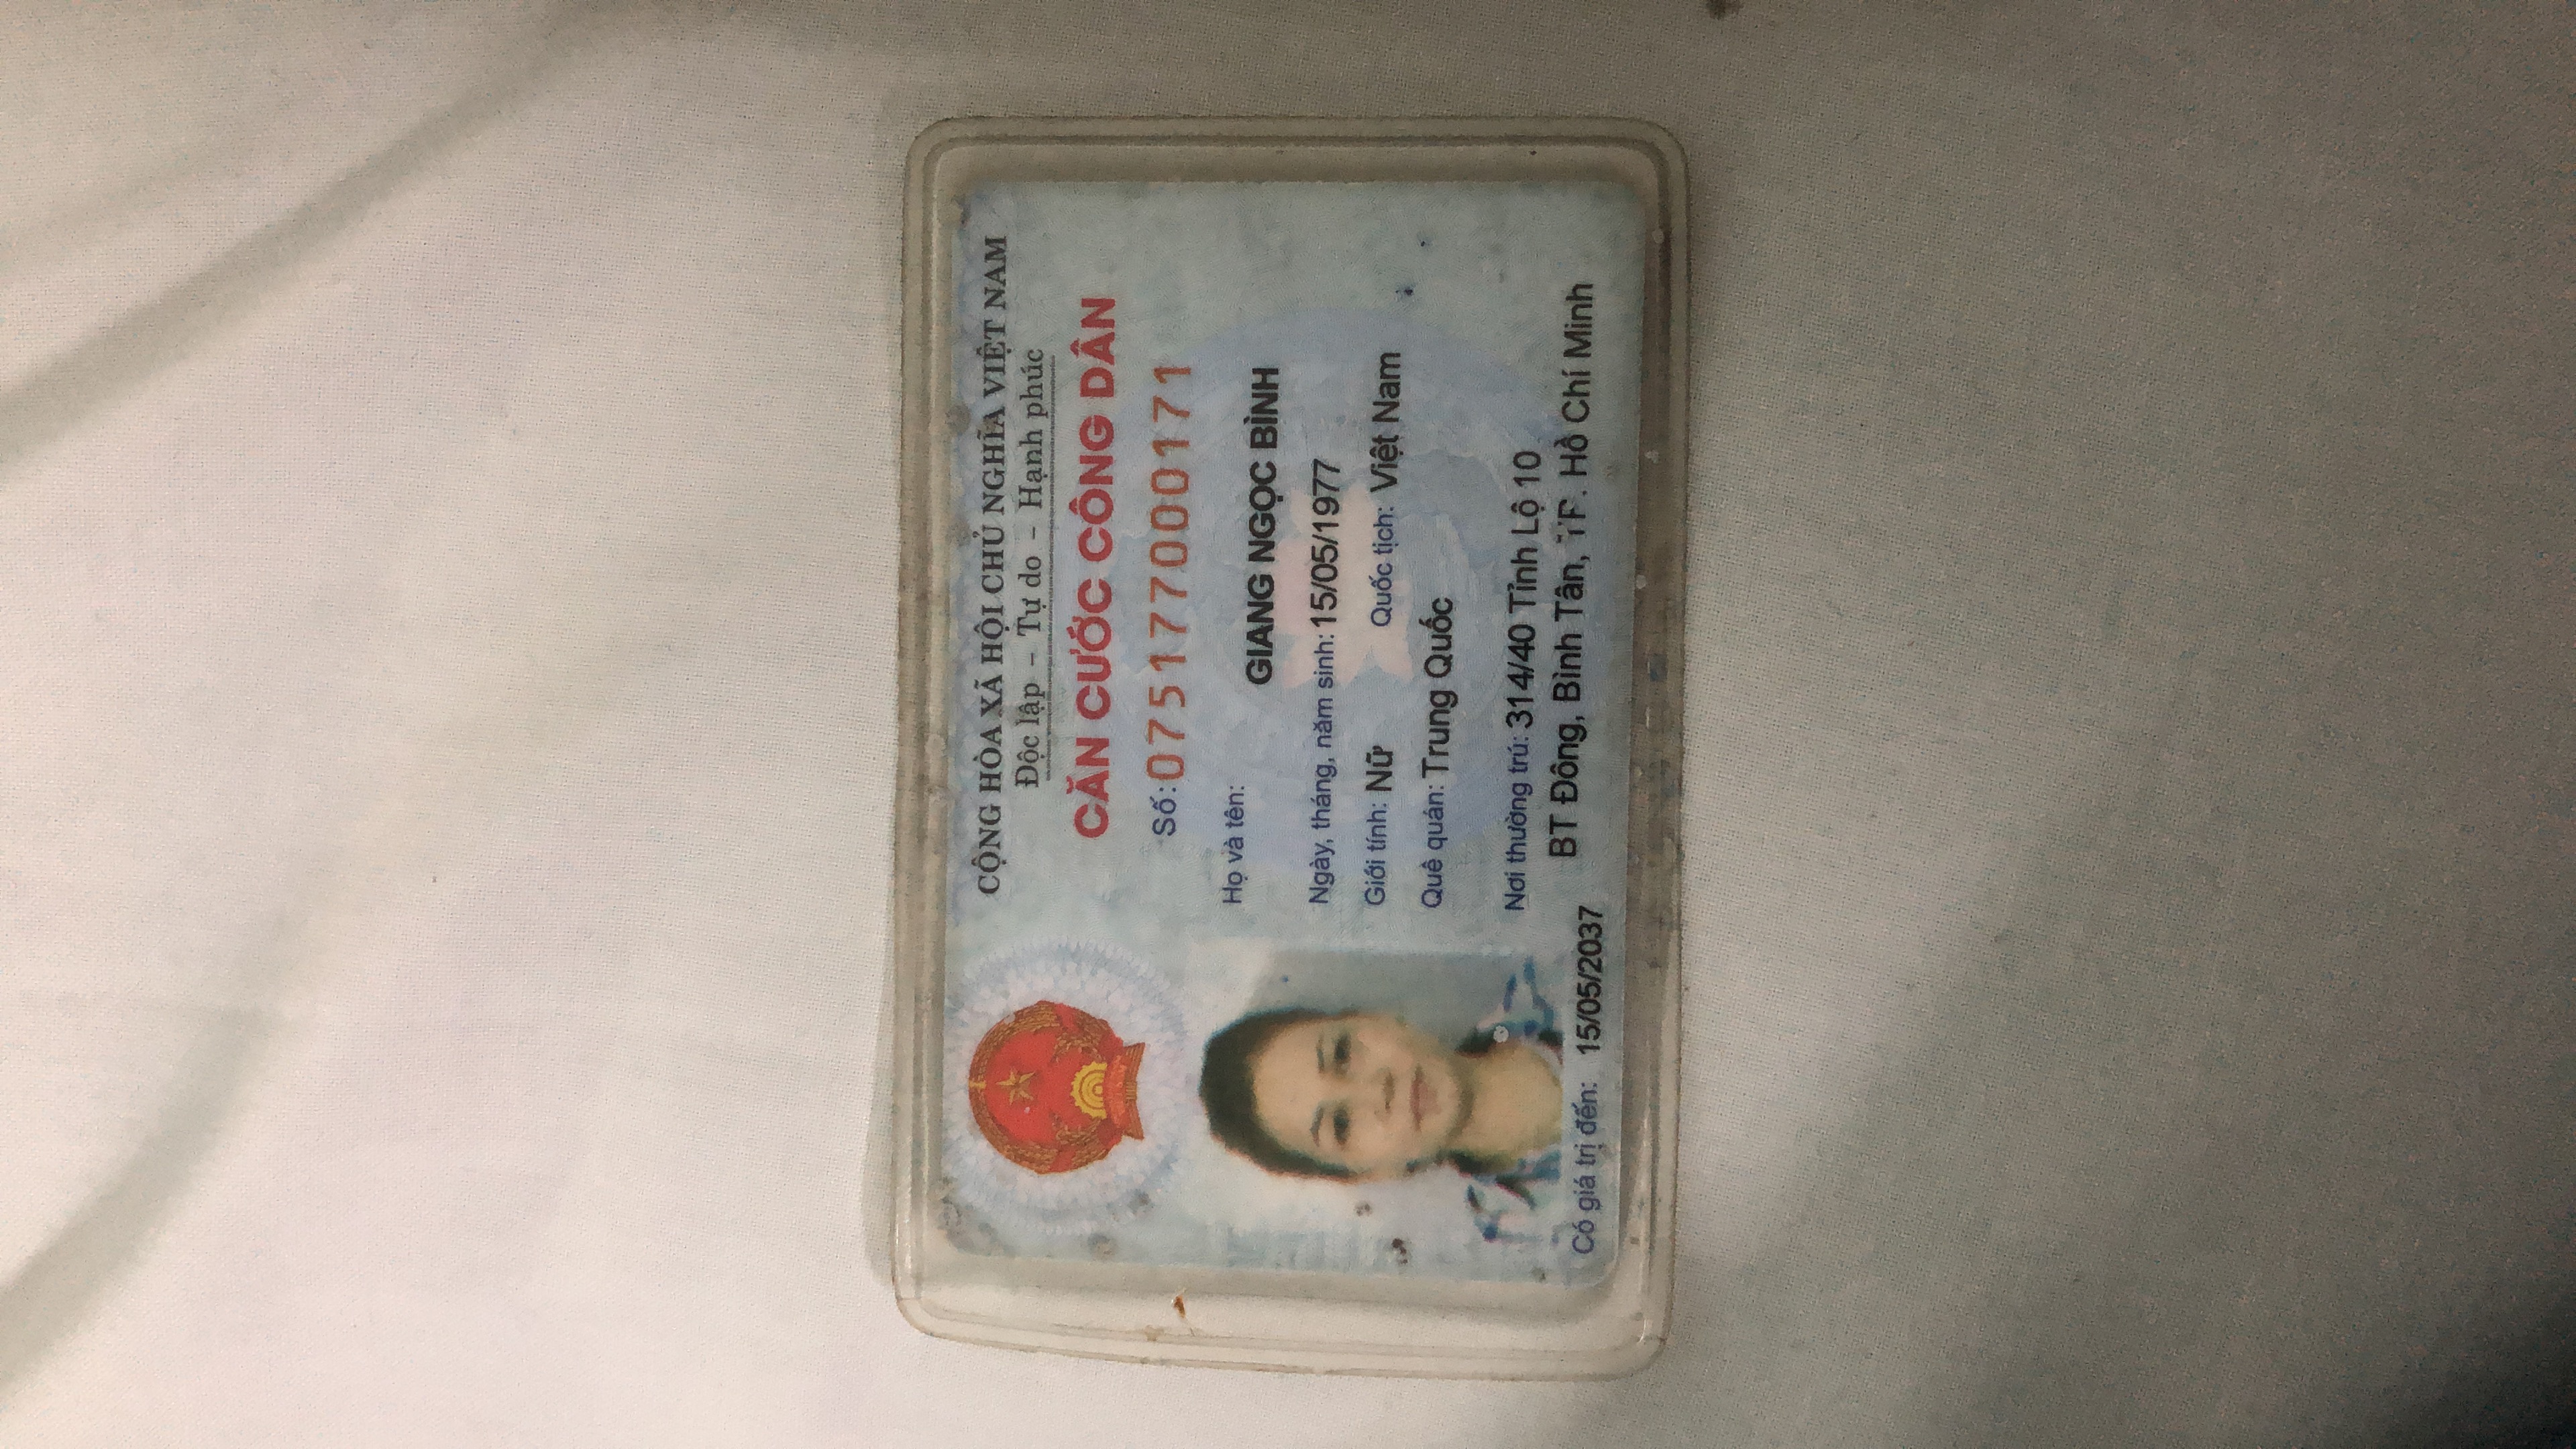 CỘNG HÒA XÃ HỘI CHỦ NGHĨA VIỆT NAM
Độc lập - Tự do - Hạnh phúc
CĂN CƯỚC CÔNG DÂN
Số: 075177000171
Họ và tên:
GIANG NGỌC BÌNH
Ngày, tháng, năm sinh: 15/05/1977
Giới tính: Nữ Quốc tịch: Việt Nam
Quê quán: Trung Quốc
Nơi thường trú: 314/40 Tỉnh Lộ 10
BT Đông, Bình Tân, TP. Hồ Chí Minh
Có giá trị đến: 15/05/2037